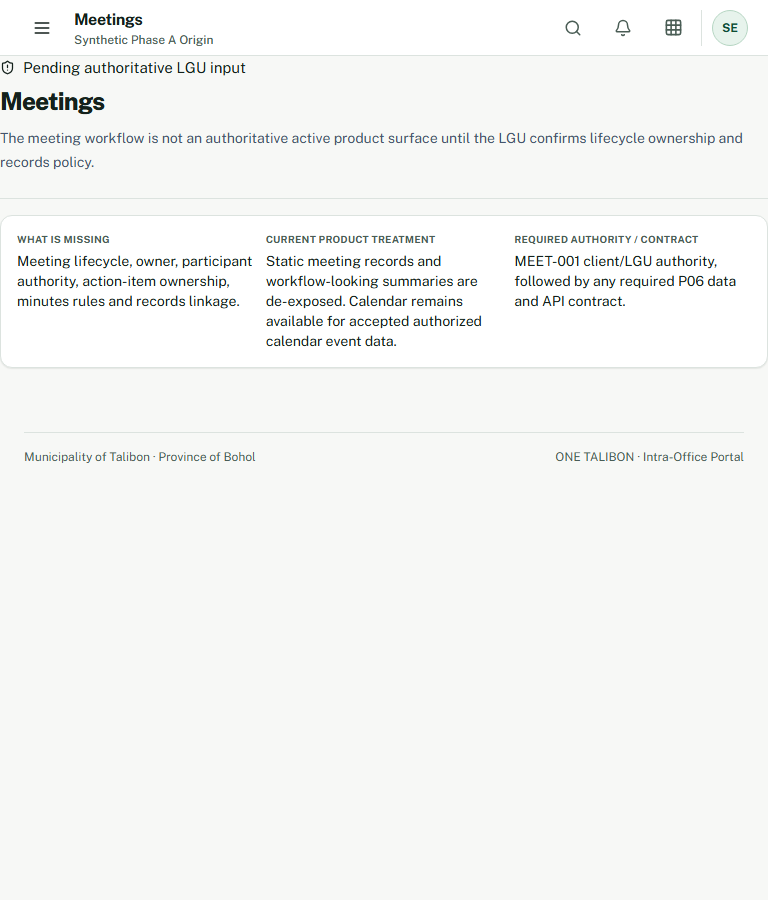 Meetings
Synthetic Phase A Origin
SE
Pending authoritative LGU input
Meetings
The meeting workflow is not an authoritative active product surface until the LGU confirms lifecycle ownership and
records policy.
WHAT IS MISSING
Meeting lifecycle, owner, participant
authority, action-item ownership,
minutes rules and records linkage.
CURRENT PRODUCT TREATMENT
Static meeting records and
workflow-looking summaries are
de-exposed. Calendar remains
available for accepted authorized
calendar event data.
REQUIRED AUTHORITY / CONTRACT
MEET-001 client/LGU authority,
followed by any required P06 data
and API contract.
Municipality of Talibon · Province of Bohol
ONE TALIBON · Intra-Office Portal